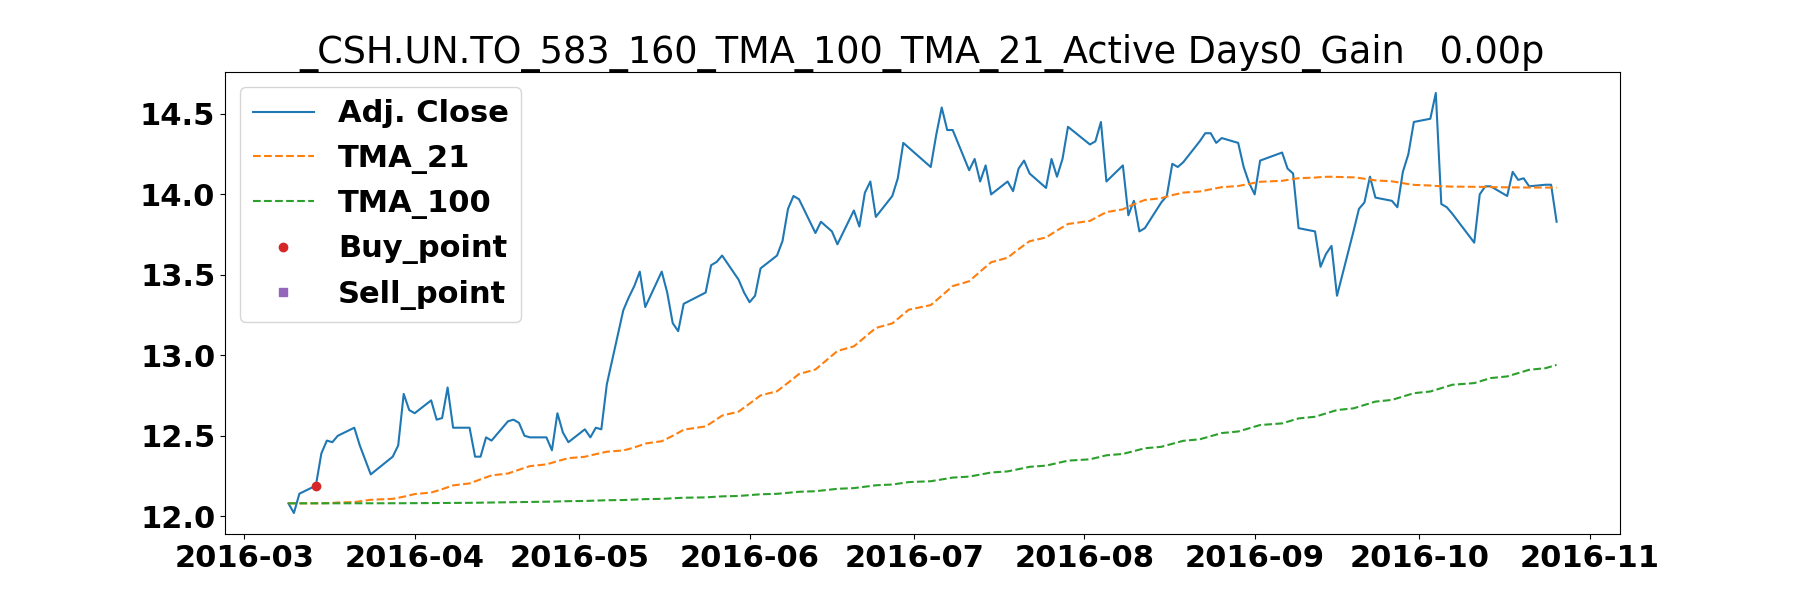 _CSH.UN.TO_583_160_TMA_100_TMA_21_Active Days0_Gain   0.00p
Adj. Close
TMA_21
TMA_100
Buy_point
Sell_point
14.5
14.0
13.5
13.0
12.5
12.0
2016-03 2016-04 2016-05 2016-06 2016-07 2016-08 2016-09 2016-10 2016-11